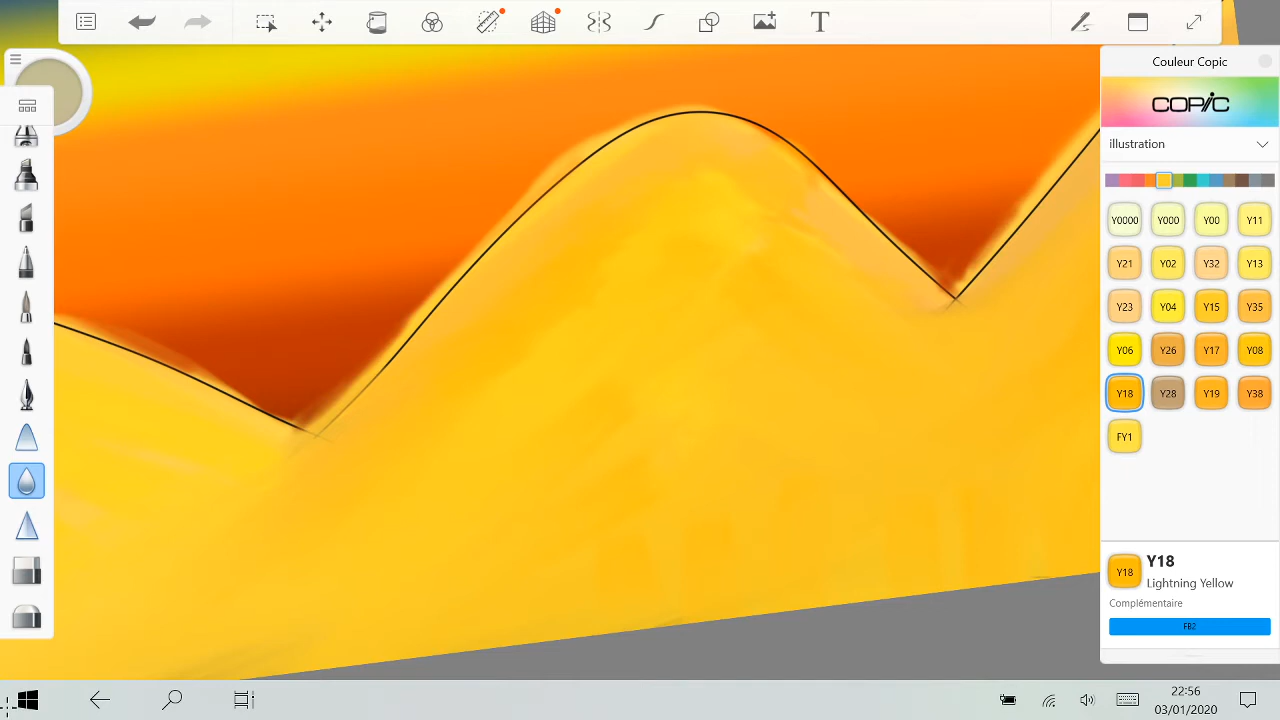 T
Couleur Copic
COPIC
illustration
Y0000 Y000 Y00 Y11
Y21 Y02 Y32 Y13
Y23 Y04 Y15 Y35
Y06 Y26 Y17 Y08
Y18 Y28 Y19 Y38
FY1
Y18 Y18
Lightning Yellow
Complémentaire
FB2
22:56
03/01/2020